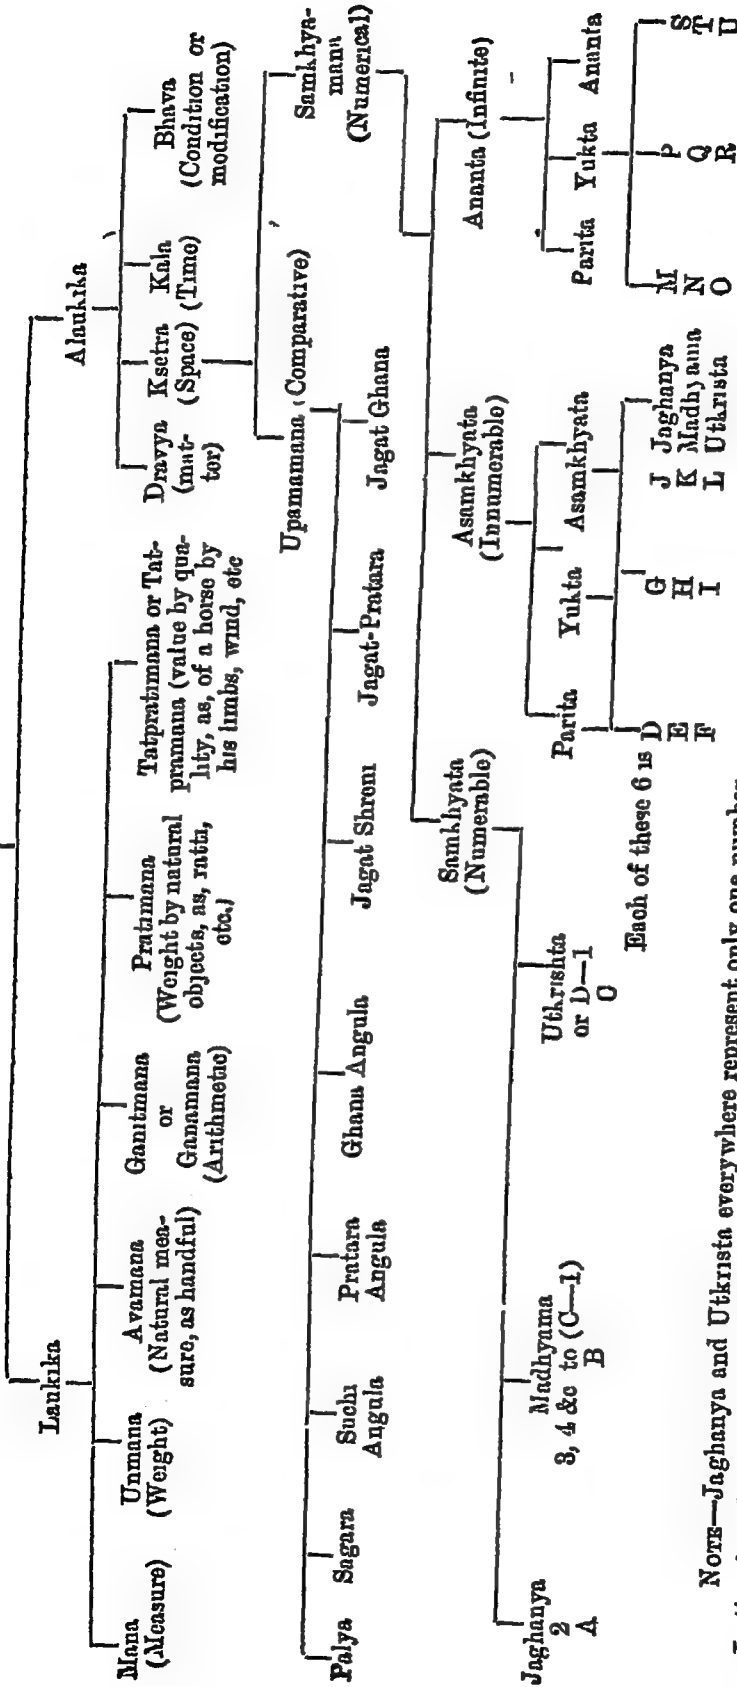 Laukika
Alaukika
Mana
(Measure)
Unmana
(Weight)
Avamana
(Natural mea-
sure, as handful)
Ganitmana
or
Ganamana
(Arithmetic)
Pratimana
(Weight by natural
objects, as, ratti,
etc.)
Tatpratimana or Tat-
pramana (value by qua-
lity, as, of a horse by
his limbs, wind, etc
Dravya
(mat-
ter)
Ksetra
(Space)
Kala
(Time)
Bhava
(Condition or
modification)
Upamamana (Comparative)
Samkhya-
mana
(Numerical)
Palya
Sagara
Suchi
Angula
Pratara
Angula
Ghana Angula
Jagat Shreni
Jagat-Pratara
Jagat Ghana
Samkhyata
(Numerable)
Asamkhyata
(Innumerable)
Ananta (Infinite)
Jaghanya
2
A
Madhyama
3, 4 &c to (C—1)
B
Utkrishta
or D—1
C
Parita
Yukta
Asamkhyata
Parita
Yukta
Ananta
Each of these 6 is
D
E
F
G
H
I
J Jaghanya
K Madhyama
L Utkrista
M
N
O
P
Q
R
S
T
U
NOTE—Jaghanya and Utkrista everywhere represent only one number